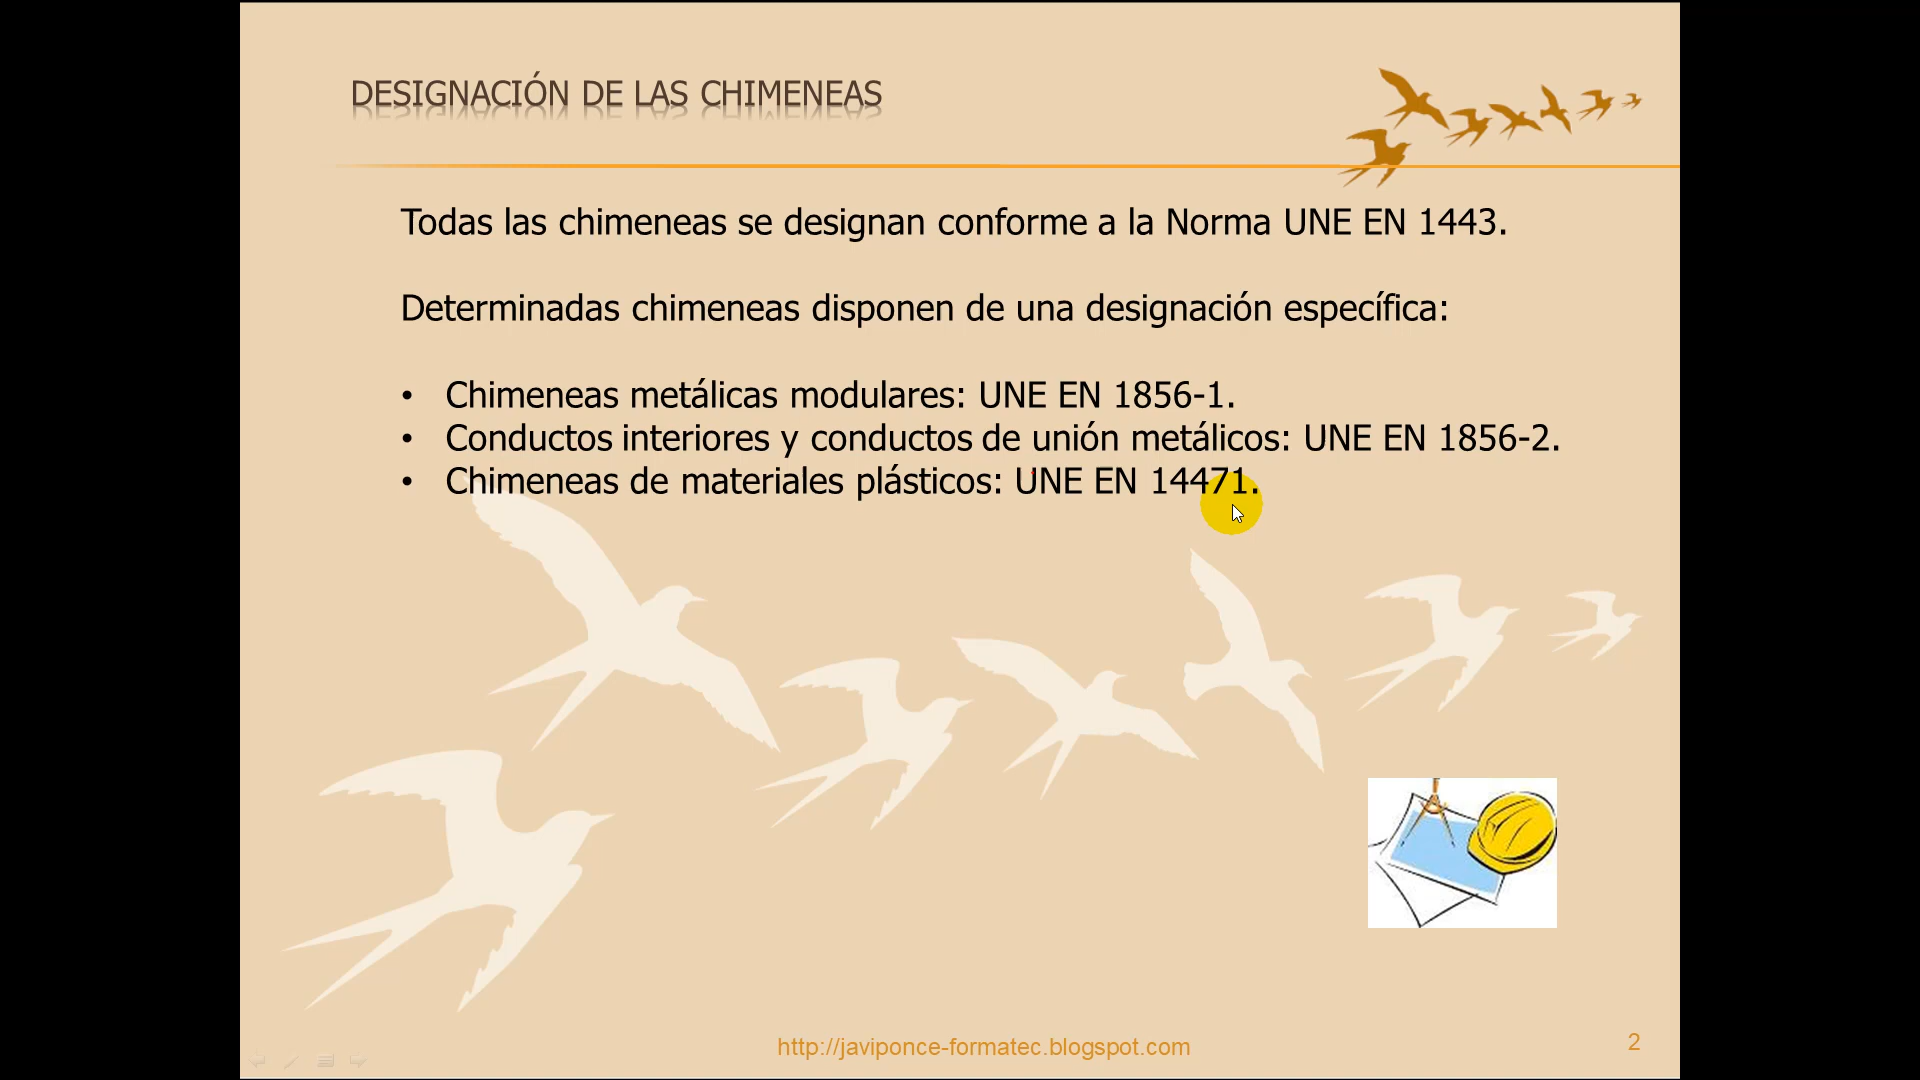 DESIGNACIÓN DE LAS CHIMENEAS
Todas las chimeneas se designan conforme a la Norma UNE EN 1443.
Determinadas chimeneas disponen de una designación específica:
• Chimeneas metálicas modulares: UNE EN 1856-1.
• Conductos interiores y conductos de unión metálicos: UNE EN 1856-2.
• Chimeneas de materiales plásticos: UNE EN 14471.
http://javiponce-formatec.blogspot.com
2